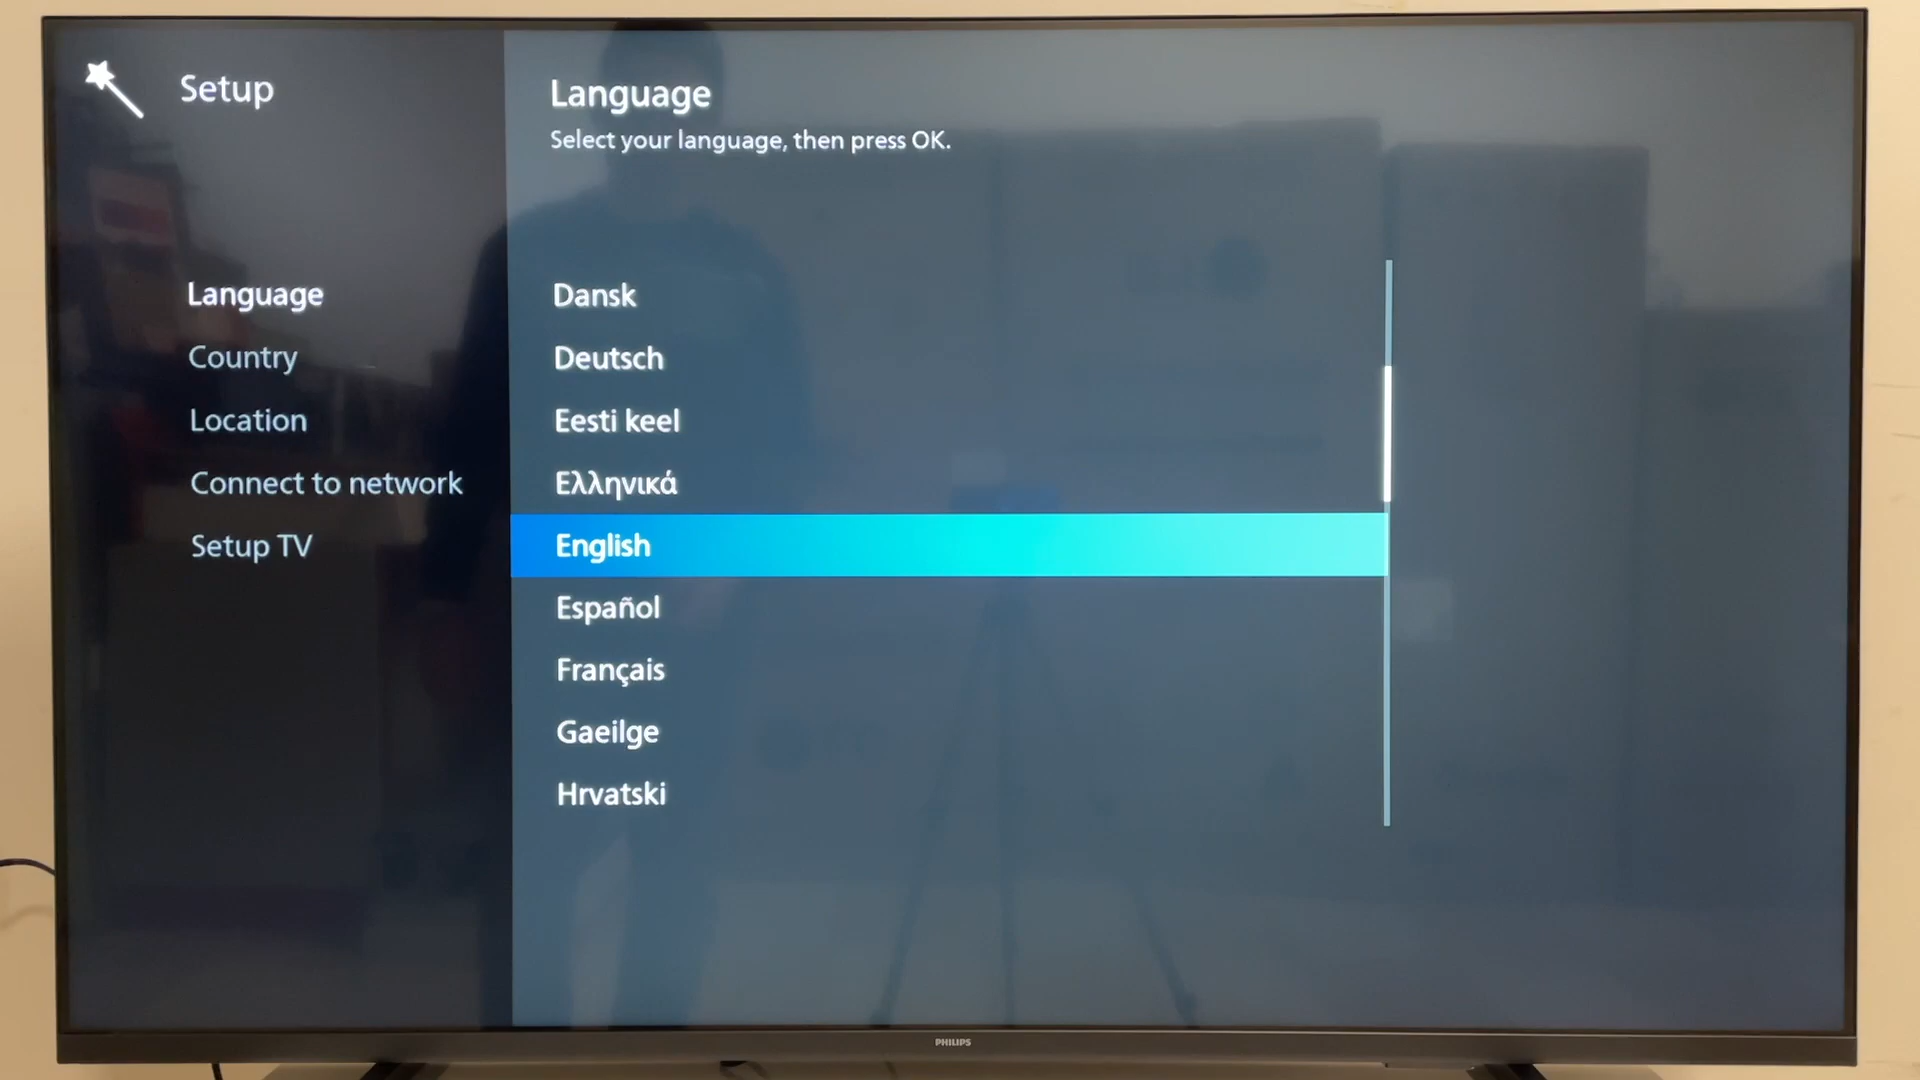 Setup
Language
Country
Location
Connect to network
Setup TV
Language
Select your language, then press OK.
Dansk
Deutsch
Eesti keel
Ελληνικά
English
Español
Français
Gaeilge
Hrvatski
PHILIPS